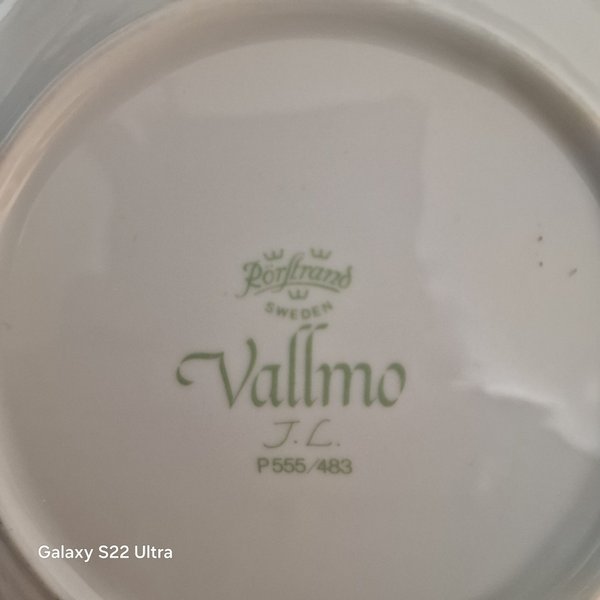 Rörstrand
SWEDEN
Vallmo
J.L.
P555/483
Galaxy S22 Ultra